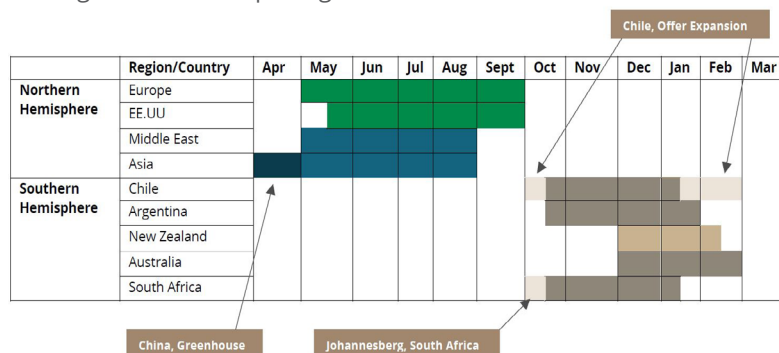 Chile, Offer Expansion
Region/Country Apr May Jun Jul Aug Sept Oct Nov Dec Jan Feb Mar
Northern Hemisphere Europe
EE.UU
Middle East
Asia
Southern Hemisphere Chile
Argentina
New Zealand
Australia
South Africa
China, Greenhouse Johannesberg, South Africa